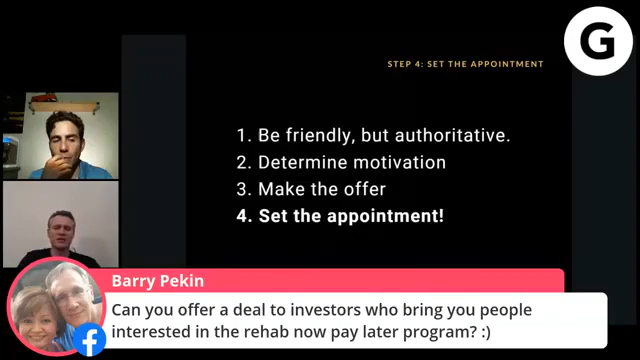 G
STEP 4: SET THE APPOINTMENT
1. Be friendly, but authoritative.
2. Determine motivation
3. Make the offer
4. Set the appointment!
Barry Pekin
Can you offer a deal to investors who bring you people
interested in the rehab now pay later program? :)